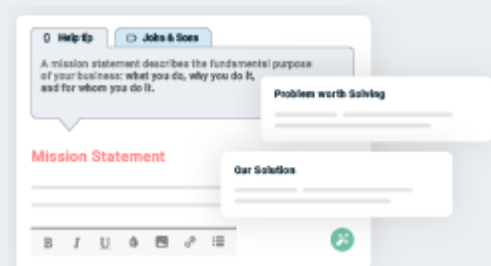 Help tip
John & Sons
A mission statement describes the fundamental purpose
of your business: what you do, why you do it,
and for whom you do it.
Problem worth Solving
Mission Statement
Our Solution
B I U